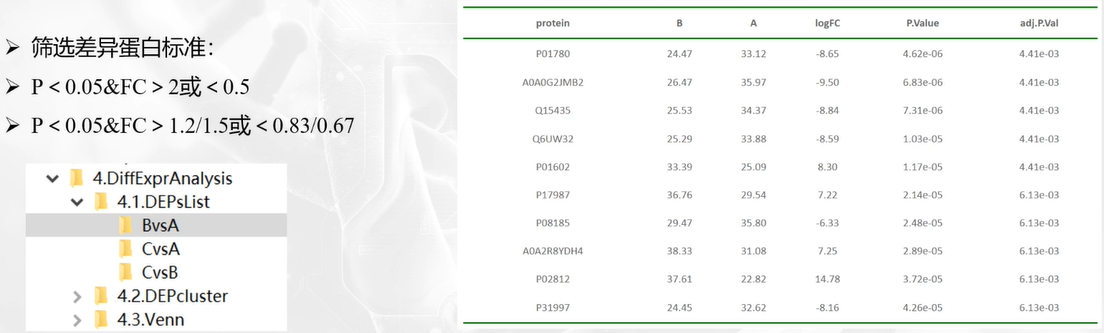 筛选差异蛋白标准：
P＜0.05&FC＞2或＜0.5
P＜0.05&FC＞1.2/1.5或＜0.83/0.67
4.DiffExprAnalysis
4.1.DEPsList
BvsA
CvsA
CvsB
4.2.DEPcluster
4.3.Venn
protein B A logFC P.Value adj.P.Val
P01780 24.47 33.12 -8.65 4.62e-06 4.41e-03
A0A0G2JMB2 26.47 35.97 -9.50 6.83e-06 4.41e-03
Q15435 25.53 34.37 -8.84 7.31e-06 4.41e-03
Q6UW32 25.29 33.88 -8.59 1.03e-05 4.41e-03
P01602 33.39 25.09 8.30 1.17e-05 4.41e-03
P17987 36.76 29.54 7.22 2.14e-05 6.13e-03
P08185 29.47 35.80 -6.33 2.48e-05 6.13e-03
A0A2R8YDH4 38.33 31.08 7.25 2.89e-05 6.13e-03
P02812 37.61 22.82 14.78 3.72e-05 6.13e-03
P31997 24.45 32.62 -8.16 4.26e-05 6.13e-03